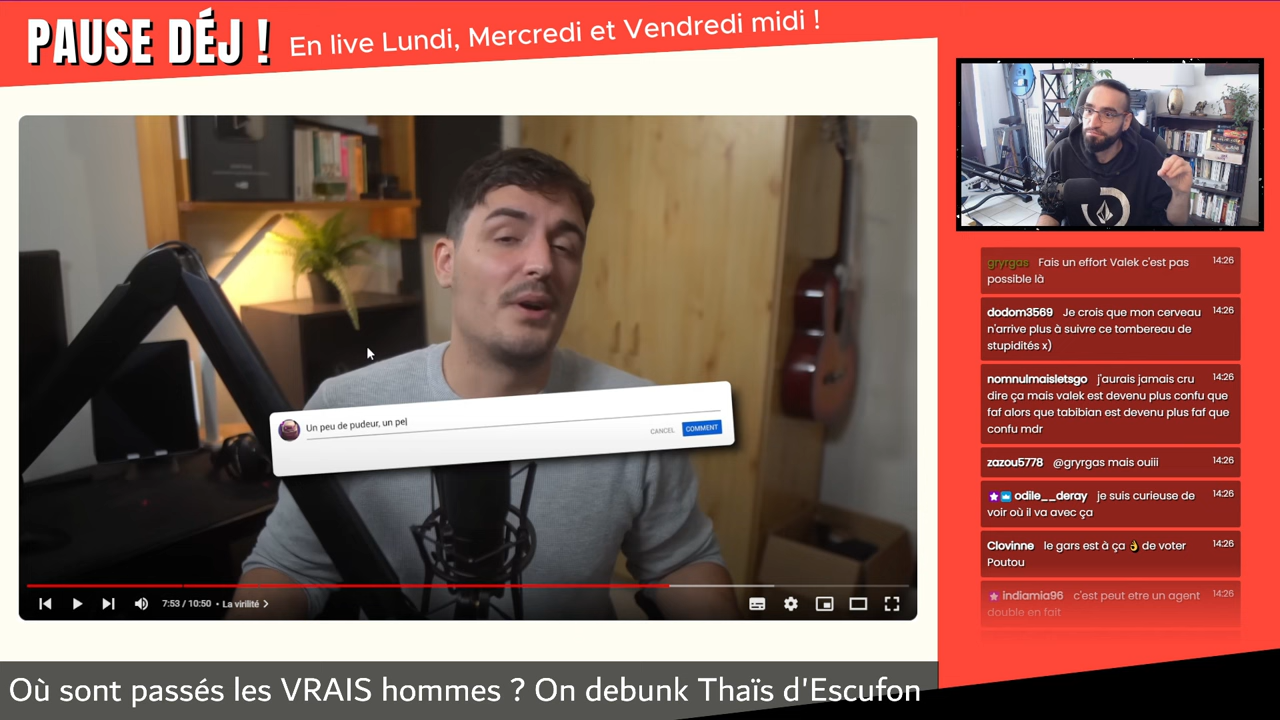 PAUSE DÉJ !
En live Lundi, Mercredi et Vendredi midi !
Un peu de pudeur, un pe
CANCEL
COMMENT
7:53 / 10:50 • La virilité
gryrgas Fais un effort Valek c'est pas 14:26
possible là
dodom3569 Je crois que mon cerveau 14:26
n'arrive plus à suivre ce tombereau de
stupidités x)
nomnulmaisletsgo j'aurais jamais cru 14:26
dire ça mais valek est devenu plus confu que
faf alors que tabibian est devenu plus faf que
confu mdr
zazou5778 @gryrgas mais ouiii 14:26
odile__deray je suis curieuse de 14:26
voir où il va avec ça
Clovinne le gars est à ça 👌 de voter 14:26
Poutou
indiamia96 c'est peut etre un agent 14:26
double en fait
Où sont passés les VRAIS hommes ? On debunk Thaïs d'Escufon